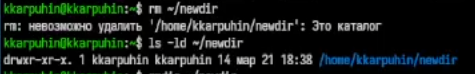 kkarpuhin@kkarpuhin:~$ rm ~/newdir
rm: невозможно удалить '/home/kkarpuhin/newdir': Это каталог
kkarpuhin@kkarpuhin:~$ ls -ld ~/newdir
drwxr-xr-x. 1 kkarpuhin kkarpuhin 14 мар 21 18:38 /home/kkarpuhin/newdir